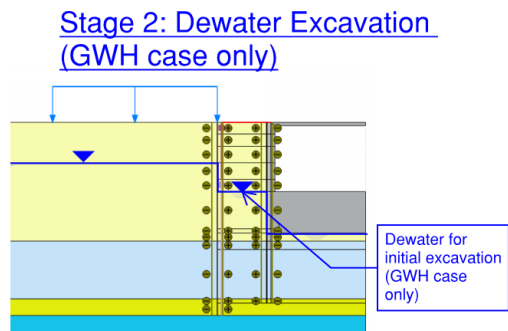 Stage 2: Dewater Excavation
(GWH case only)
Dewater for
initial excavation
(GWH case
only)